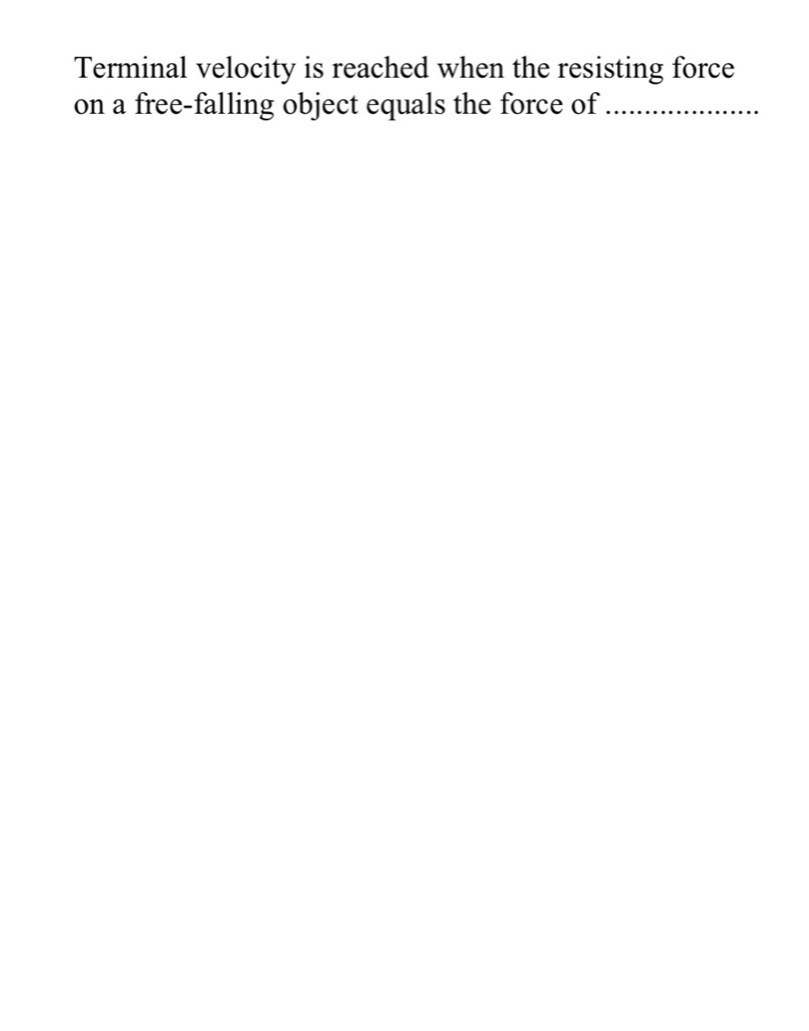 Terminal velocity is reached when the resisting force
on a free-falling object equals the force of ....................